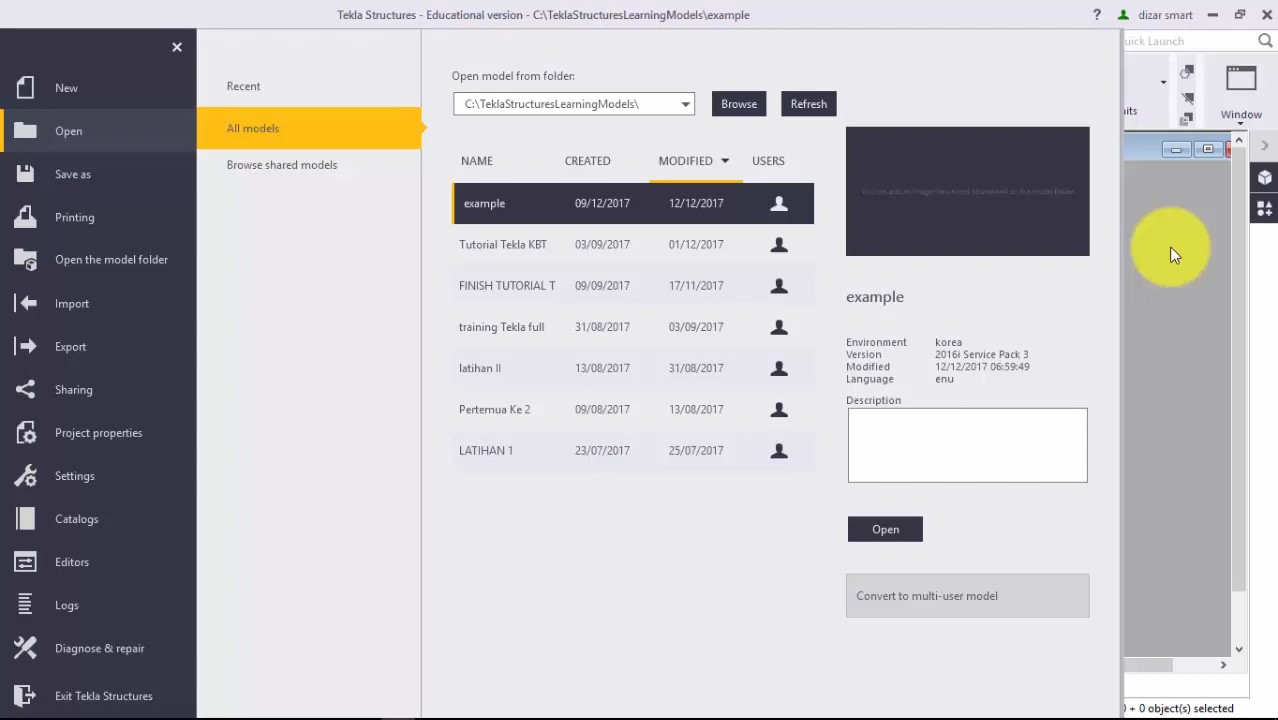 Tekla Structures - Educational version - C:\TeklaStructuresLearningModels\example
? dizar smart
Quick Launch
New
Open
Save as
Printing
Open the model folder
Import
Export
Sharing
Project properties
Settings
Catalogs
Editors
Logs
Diagnose & repair
Exit Tekla Structures
Recent
All models
Browse shared models
Open model from folder:
C:\TeklaStructuresLearningModels\ Browse Refresh
NAME CREATED MODIFIED USERS
example 09/12/2017 12/12/2017
Tutorial Tekla KBT 03/09/2017 01/12/2017
FINISH TUTORIAL T 09/09/2017 17/11/2017
training Tekla full 31/08/2017 03/09/2017
latihan II 13/08/2017 31/08/2017
Pertemua Ke 2 09/08/2017 13/08/2017
LATIHAN 1 23/07/2017 25/07/2017
example
Environment korea
Version 2016i Service Pack 3
Modified 12/12/2017 06:59:49
Language enu
Description
Open
Convert to multi-user model
Window
+ 0 object(s) selected